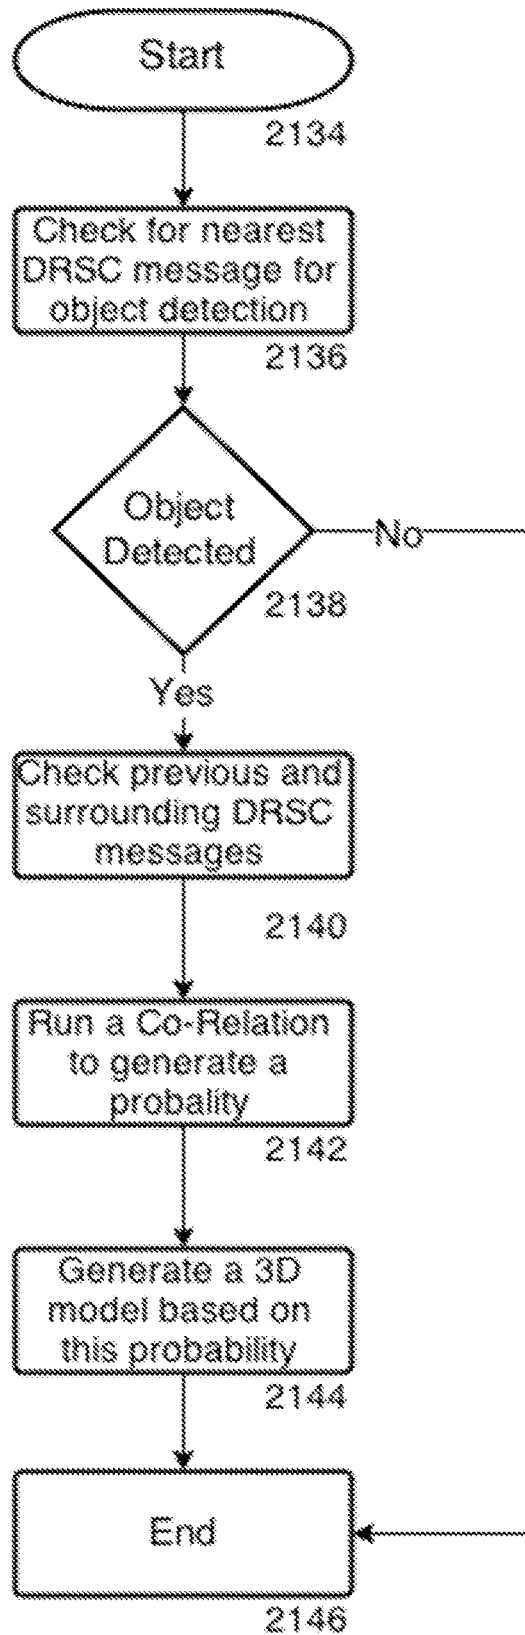 Start
2134
Check for nearest
DRSC message for
object detection
2136
Object
Detected
No
2138
Yes
Check previous and
surrounding DRSC
messages
2140
Run a Co-Relation
to generate a
probality
2142
Generate a 3D
model based on
this probability
2144
End
2146